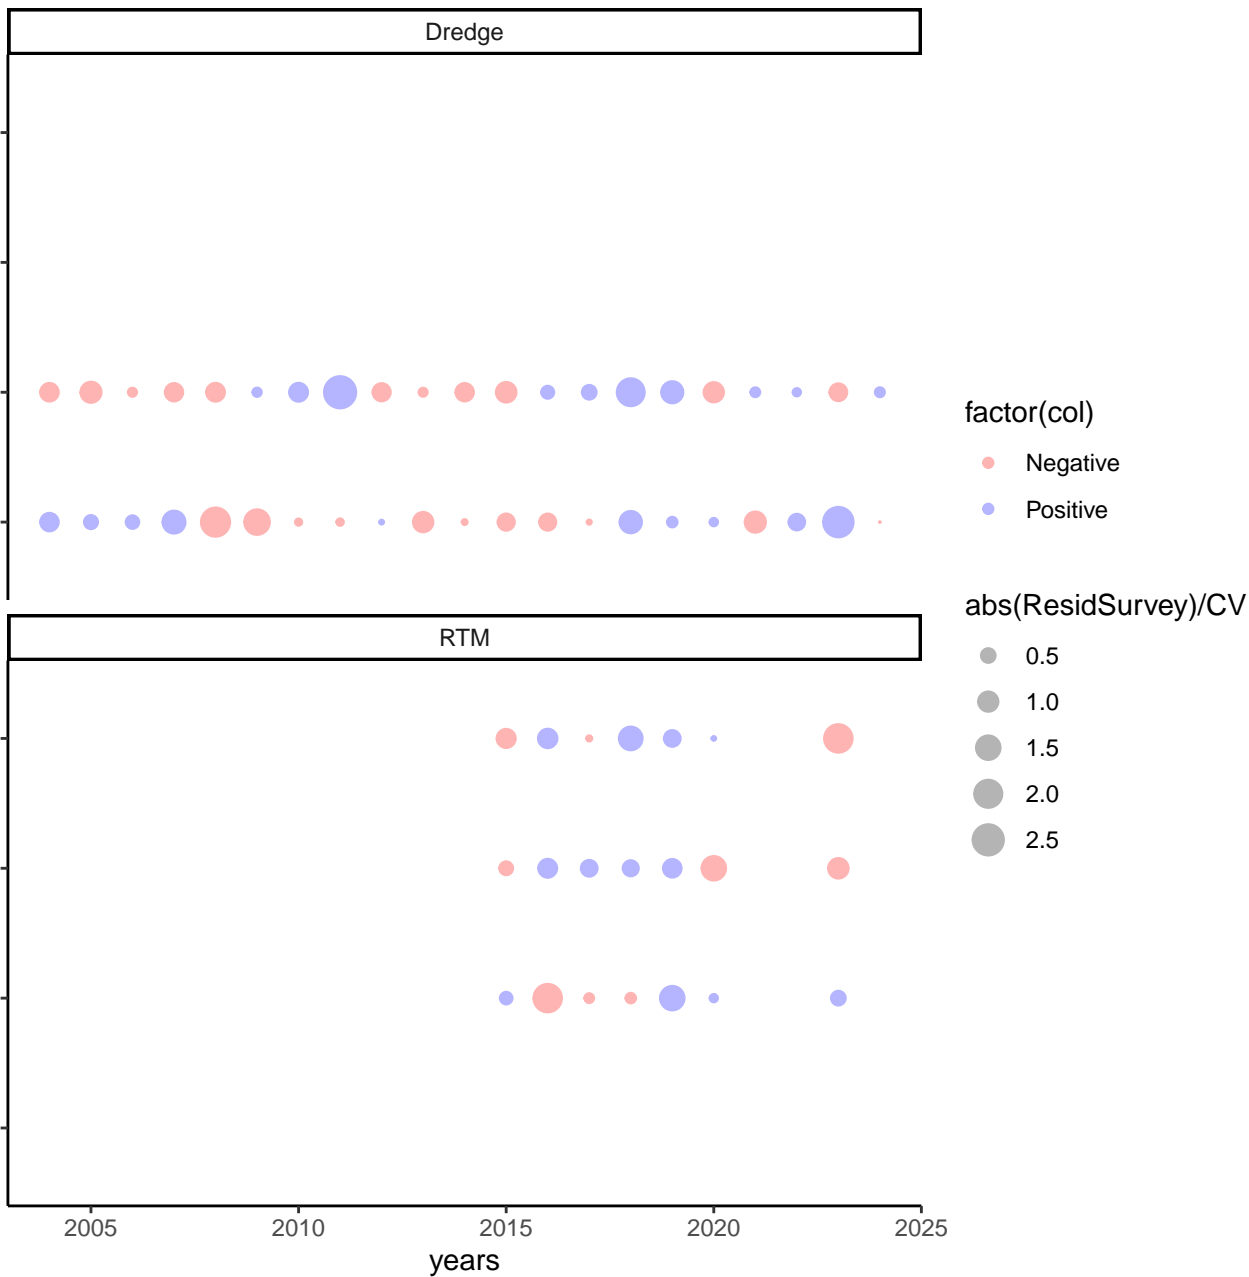 Dredge
factor(col)
Negative
Positive
abs(ResidSurvey)/CV
0.5
1.0
1.5
2.0
2.5
RTM
2005 2010 2015 2020 2025
years